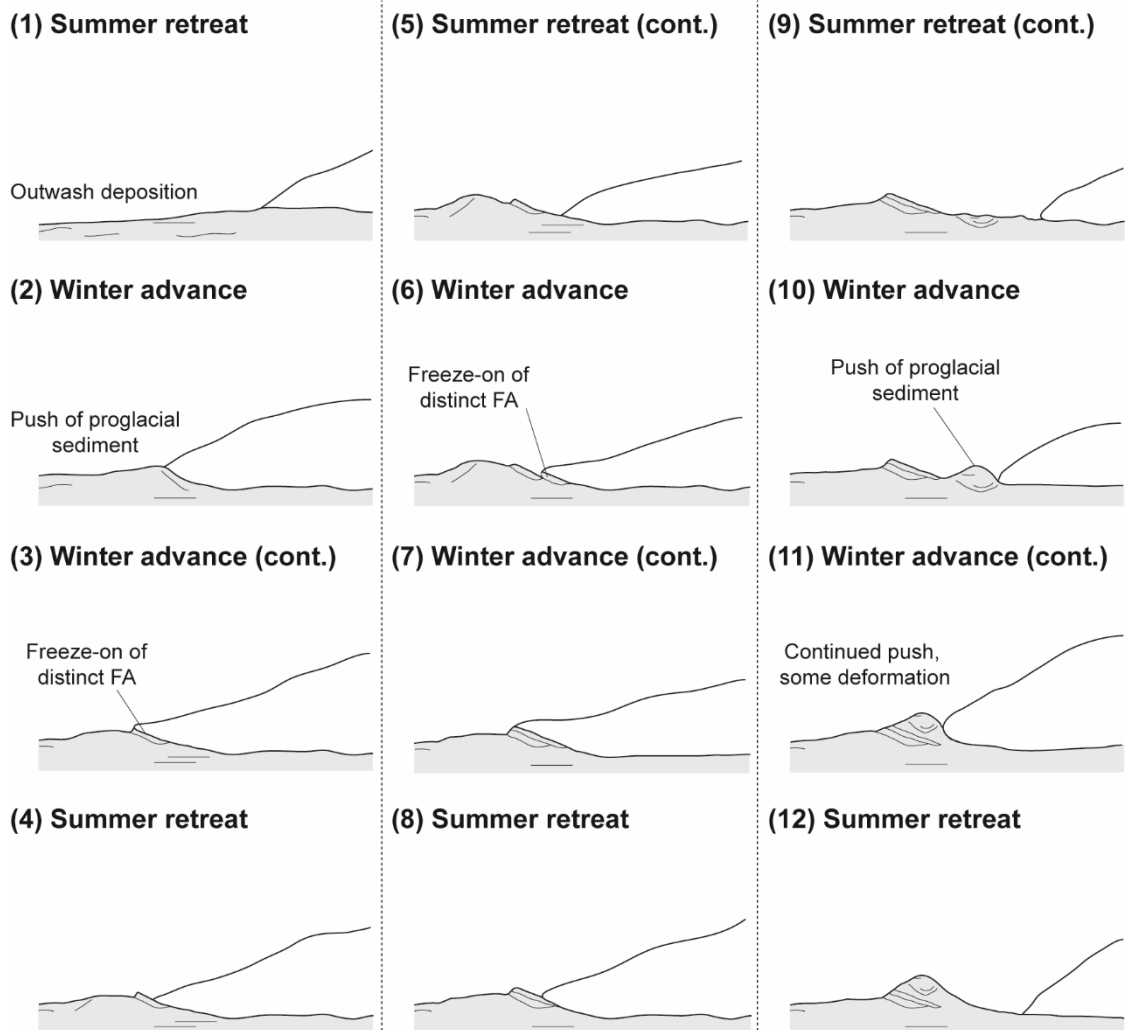 (1) Summer retreat
Outwash deposition
(2) Winter advance
Push of proglacial
sediment
(3) Winter advance (cont.)
Freeze-on of
distinct FA
(4) Summer retreat
(5) Summer retreat (cont.)
(6) Winter advance
Freeze-on of
distinct FA
(7) Winter advance (cont.)
(8) Summer retreat
(9) Summer retreat (cont.)
(10) Winter advance
Push of proglacial
sediment
(11) Winter advance (cont.)
Continued push,
some deformation
(12) Summer retreat